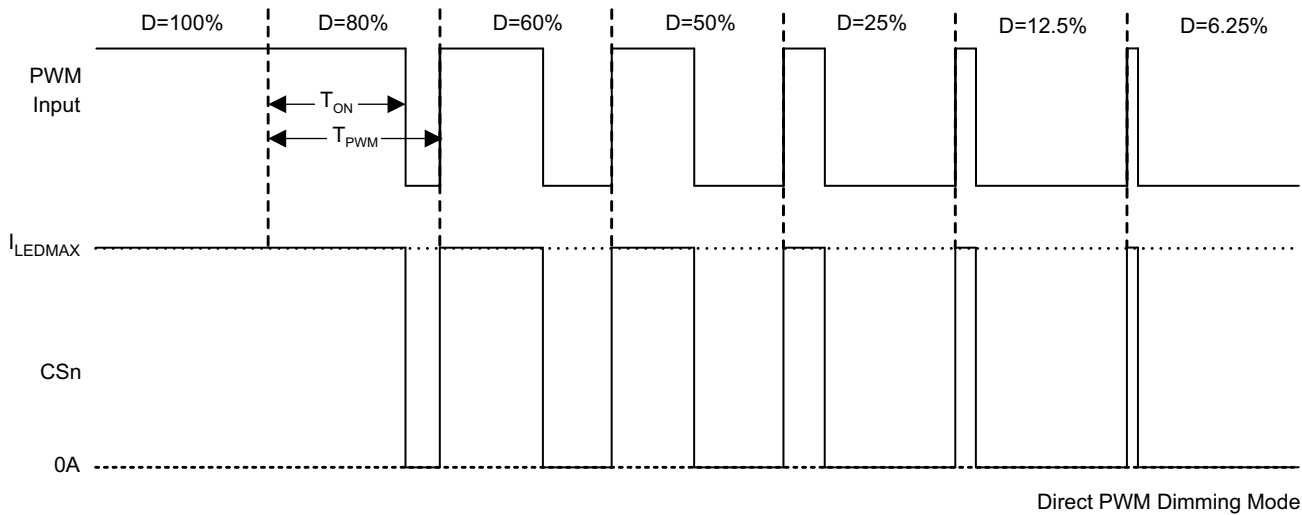 D=100% D=80% D=60% D=50% D=25% D=12.5% D=6.25%
PWM
Input
TON
TPWM
ILEDMAX
CSn
0A
Direct PWM Dimming Mode